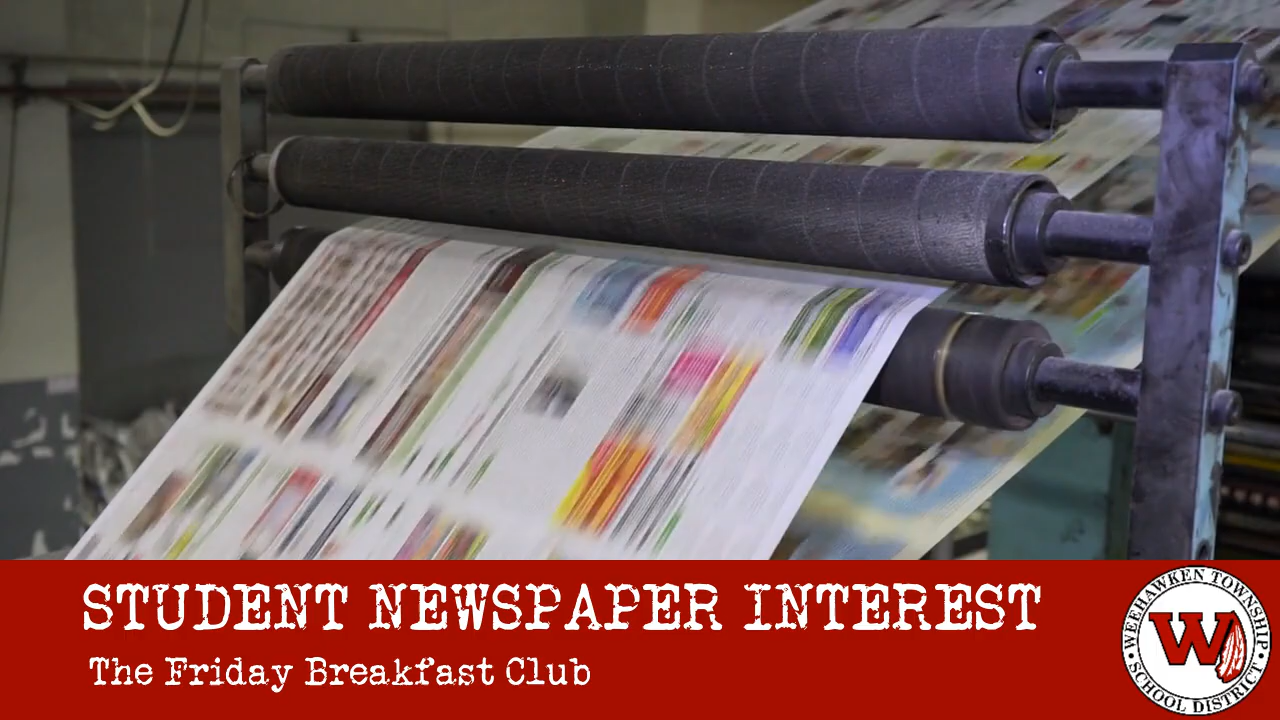 STUDENT NEWSPAPER INTEREST
The Friday Breakfast Club
WEEHAWKEN TOWNSHIP
W
SCHOOL DISTRICT